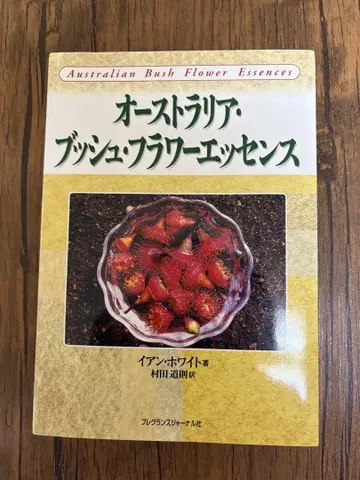 Australian Bush Flower Essences
オーストラリア・
ブッシュ・フラワーエッセンス
イアン・ホワイト 著
村田 道則 訳
フレグランスジャーナル社